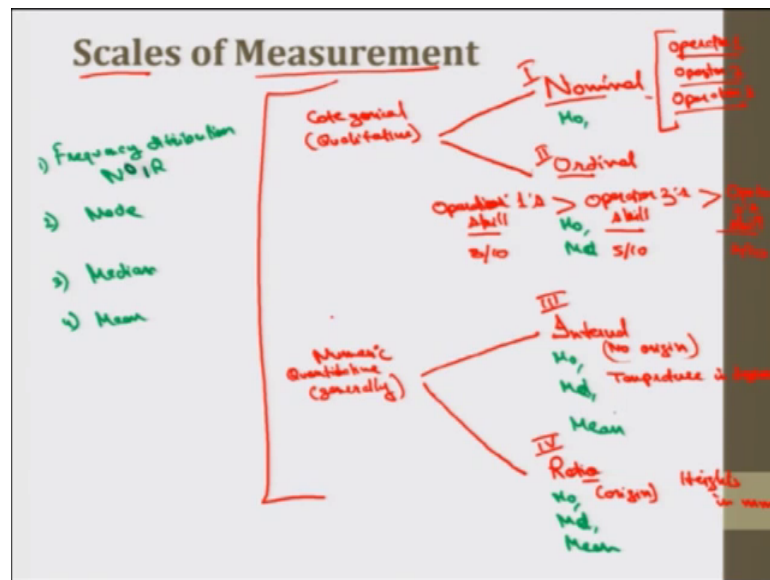 Scales of Measurement
1) Frequency distribution
NOIR
2) Mode
3) Median
4) Mean
Categorical
(Qualitative)
I
Nominal
Mo,
Operator 1
Operator 2
Operator 3
II
Ordinal
Operator 1's > Operator 3's >
skill
skill
Mo,
Md
5/10
Numeric
Quantitative
(generally)
III
Interval
(No origin)
Mo,
Md,
Mean
Temperature in
IV
Ratio
(origin)
Heights
in
Mo,
Md,
Mean